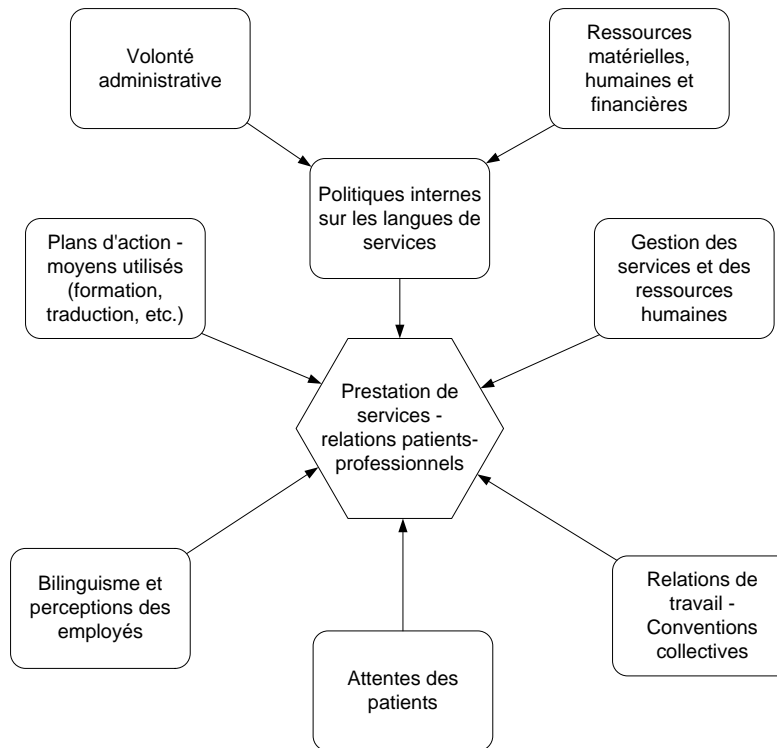 Volonté
administrative
Ressources
matérielles,
humaines et
financières
Politiques internes
sur les langues de
services
Plans d'action -
moyens utilisés
(formation,
traduction, etc.)
Gestion des
services et des
ressources
humaines
Prestation de
services -
relations patients-
professionnels
Bilinguisme et
perceptions des
employés
Relations de
travail -
Conventions
collectives
Attentes des
patients